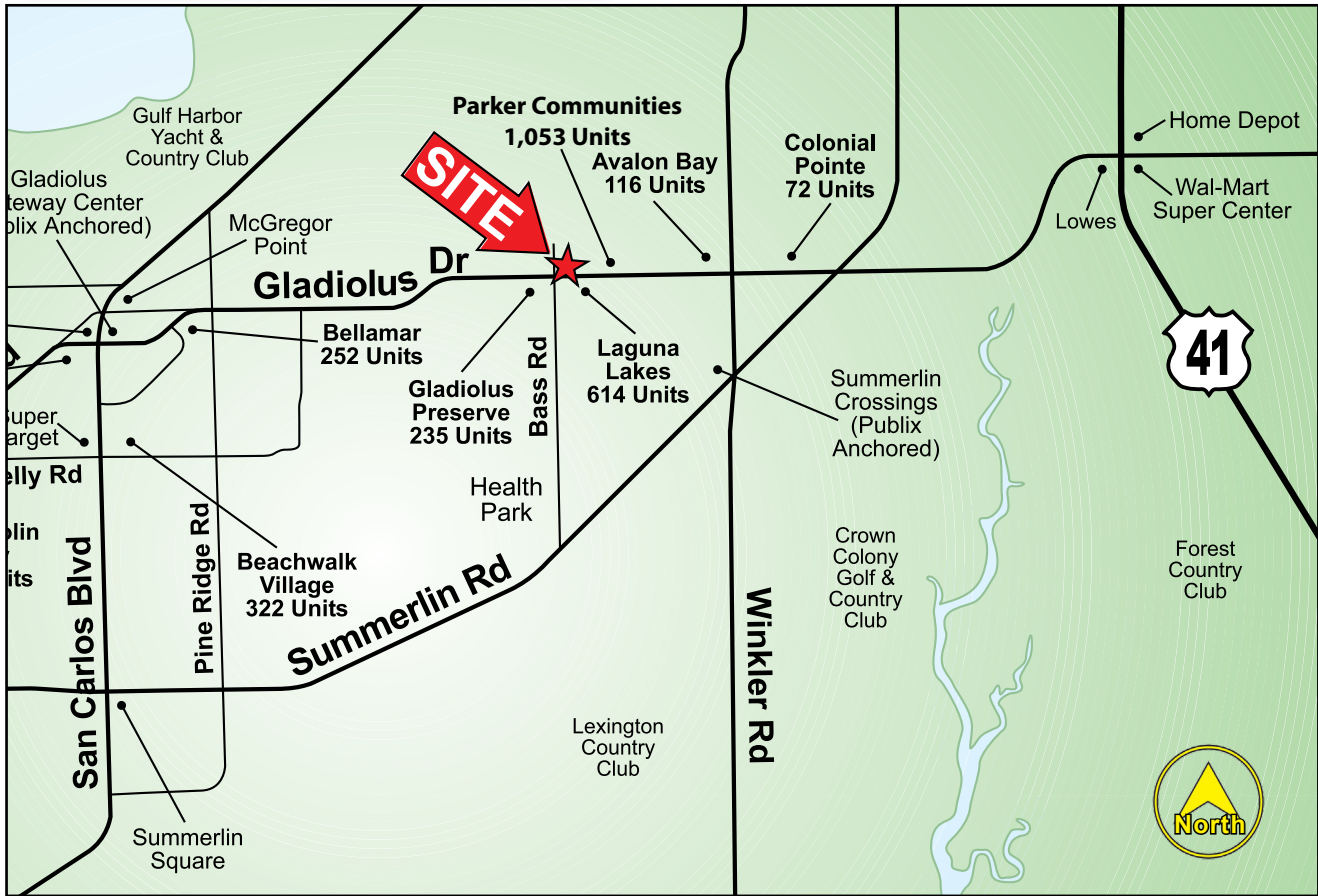 Gulf Harbor
Yacht &
Country Club
Gladiolus
teway Center
blix Anchored)
McGregor
Point
SITE
Parker Communities
1,053 Units
Avalon Bay
116 Units
Colonial
Pointe
72 Units
Home Depot
Wal-Mart
Super Center
Lowes
Gladiolus Dr
Bellamar
252 Units
Gladiolus
Preserve
235 Units
Bass Rd
Laguna
Lakes
614 Units
Summerlin
Crossings
(Publix
Anchored)
41
Super
arget
elly Rd
olin
its
San Carlos Blvd
Pine Ridge Rd
Beachwalk
Village
322 Units
Health
Park
Summerlin Rd
Winkler Rd
Crown
Colony
Golf &
Country
Club
Forest
Country
Club
Lexington
Country
Club
Summerlin
Square
North